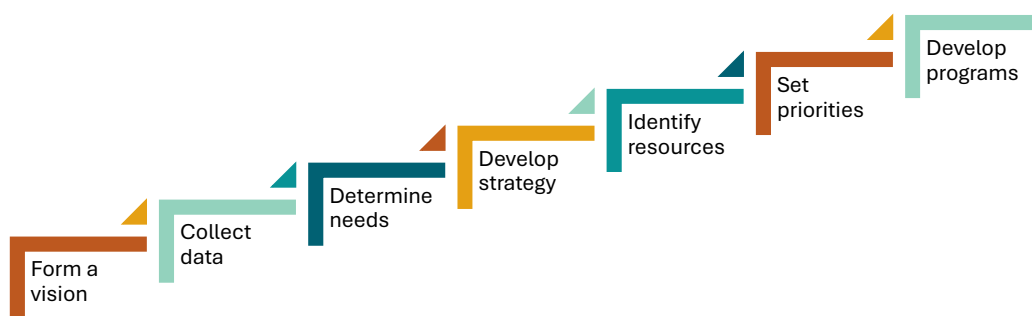 Form a
vision
Collect
data
Determine
needs
Develop
strategy
Identify
resources
Set
priorities
Develop
programs